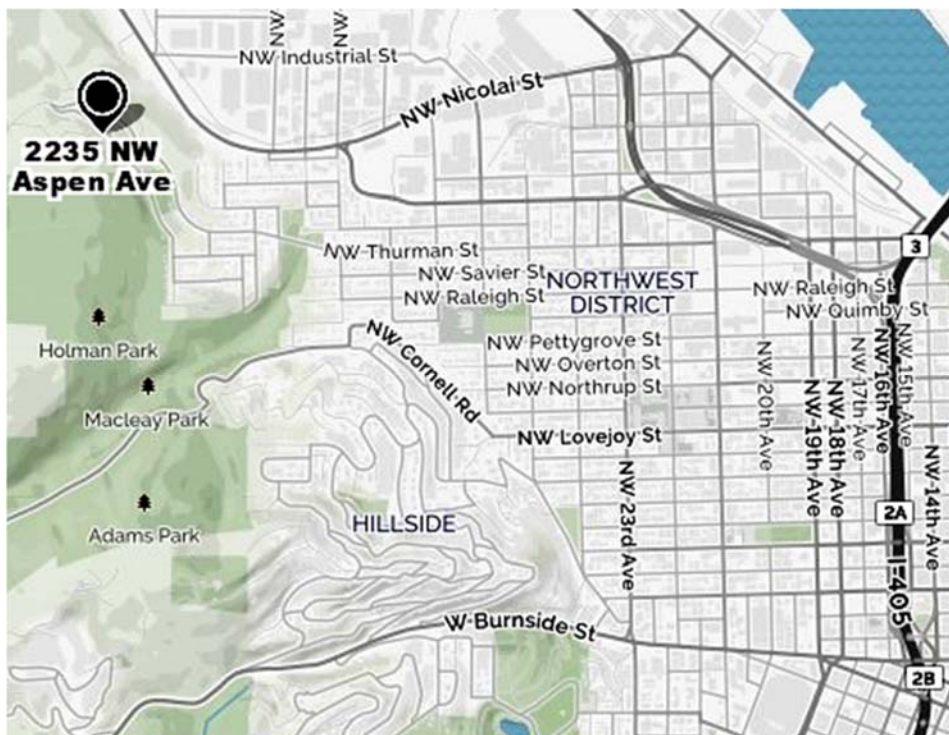 NW
NW
NW Industrial St
NW Nicolai St
2235 NW
Aspen Ave
NW Thurman St
NW Savier St
NW Raleigh St
NORTHWEST
DISTRICT
3
NW Raleigh St
NW Quimby St
Holman Park
NW Cornell Rd
NW Pettygrove St
NW Overton St
NW Northrup St
NW Lovejoy St
Macleay Park
NW 20th Ave
NW 19th Ave
NW 18th Ave
NW 17th Ave
NW 16th Ave
NW 15th Ave
NW 14th Ave
NW 23rd Ave
Adams Park
HILLSIDE
2A
I-405
W Burnside St
2B